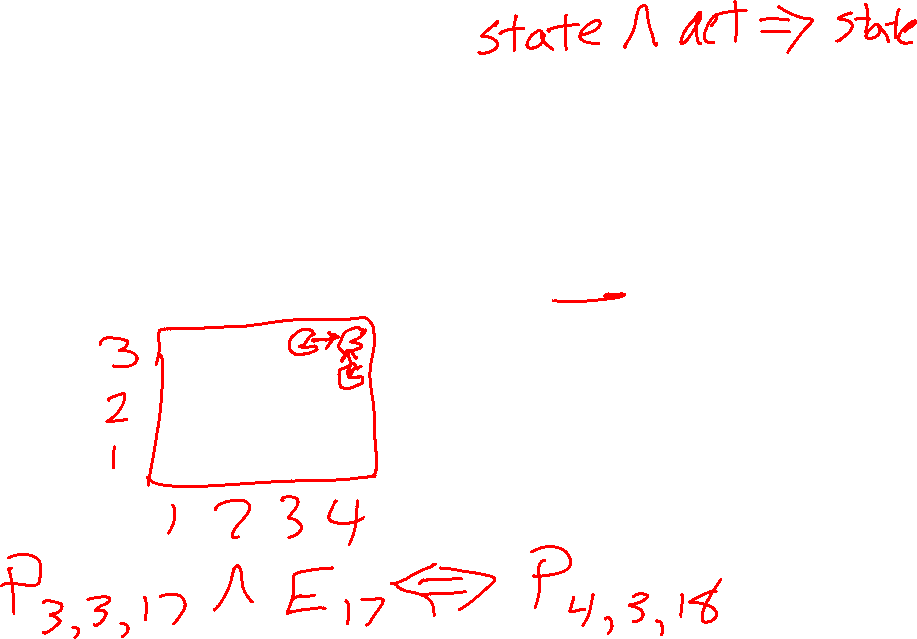 state ∧ act ⇒ state
3
2
1
1 2 3 4
P₃,₃,₁₇ ∧ E₁₇ ⇔ P₄,₃,₁₈